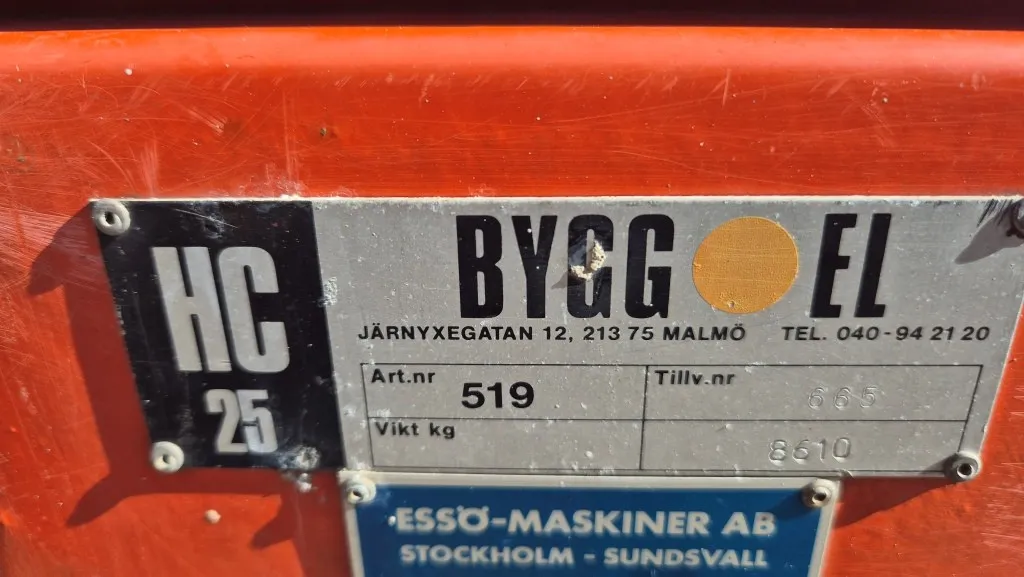 HC
25
BYGG EL
JÄRNYXEGATAN 12, 213 75 MALMÖ TEL. 040-94 21 20
Art.nr 519 Tillv.nr 665
Vikt kg 8610
ESSÖ-MASKINER AB
STOCKHOLM - SUNDSVALL